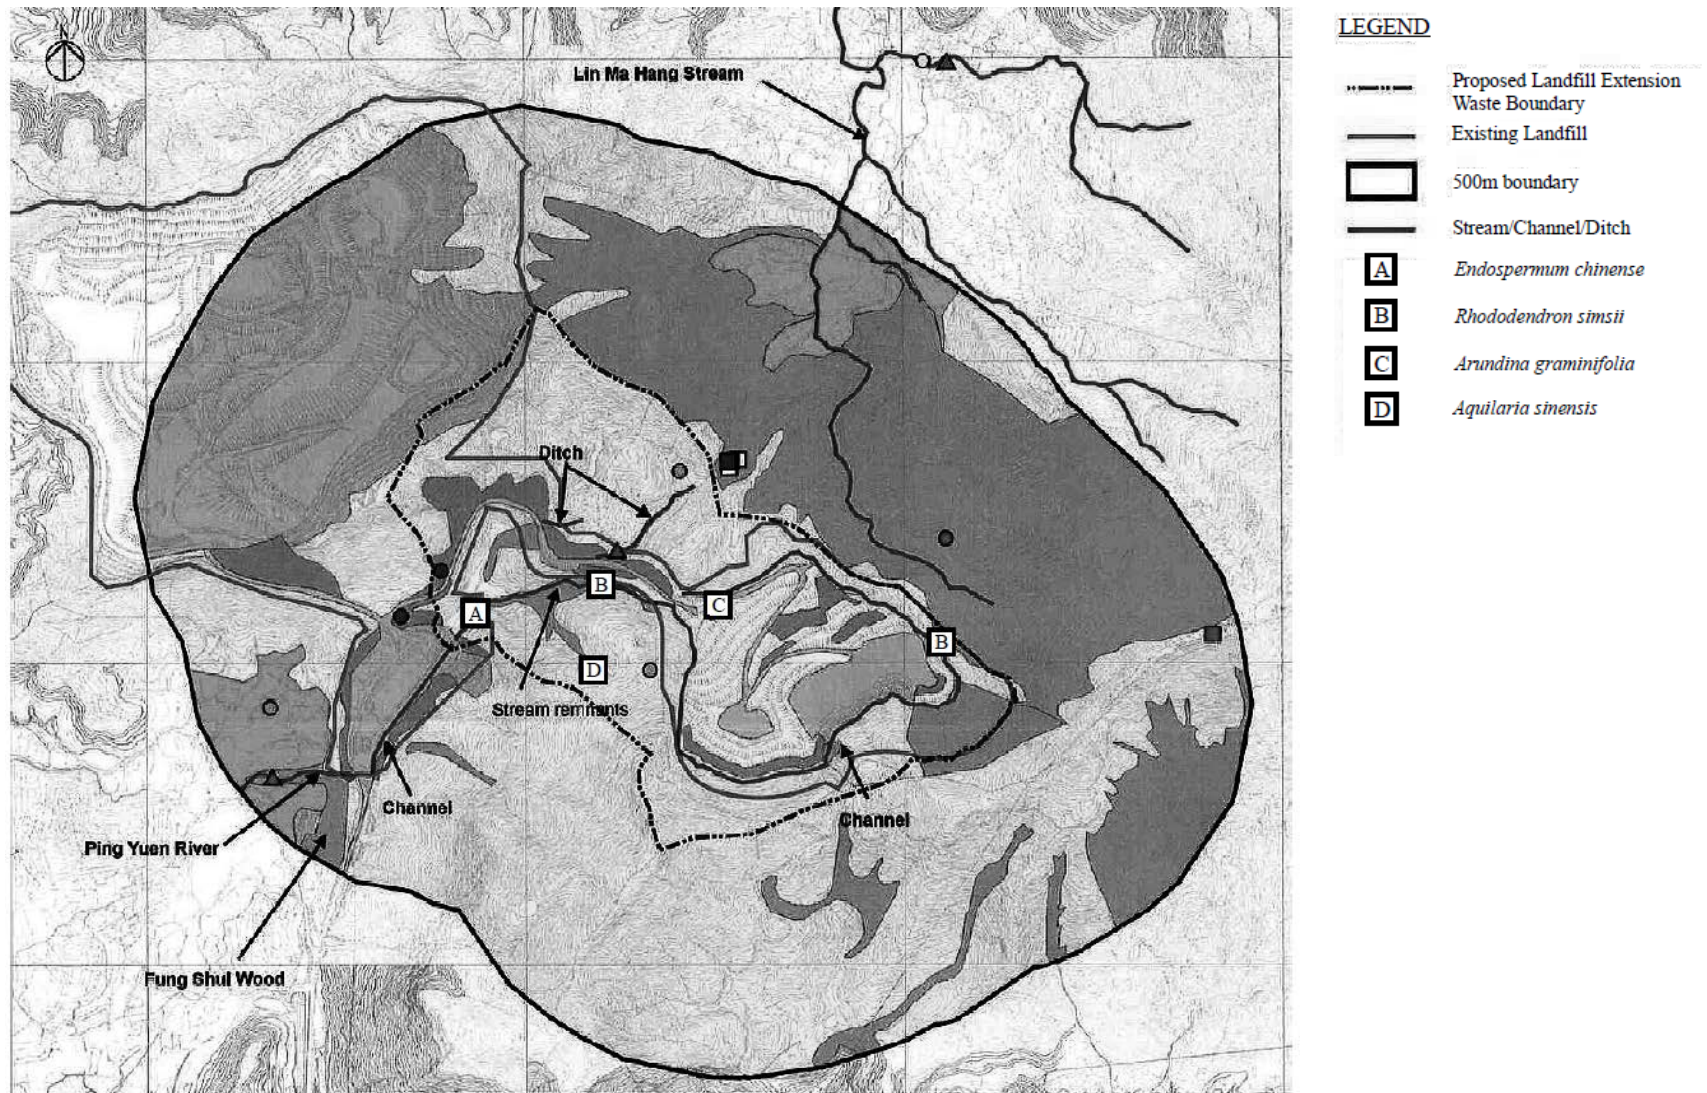 N
Lin Ma Hang Stream
Ditch
B
A
C
B
D
Stream remnants
Channel
Channel
Ping Yuen River
Fung Shui Wood
LEGEND
Proposed Landfill Extension
Waste Boundary
Existing Landfill
500m boundary
Stream/Channel/Ditch
A Endospermum chinense
B Rhododendron simsii
C Arundina graminifolia
D Aquilaria sinensis